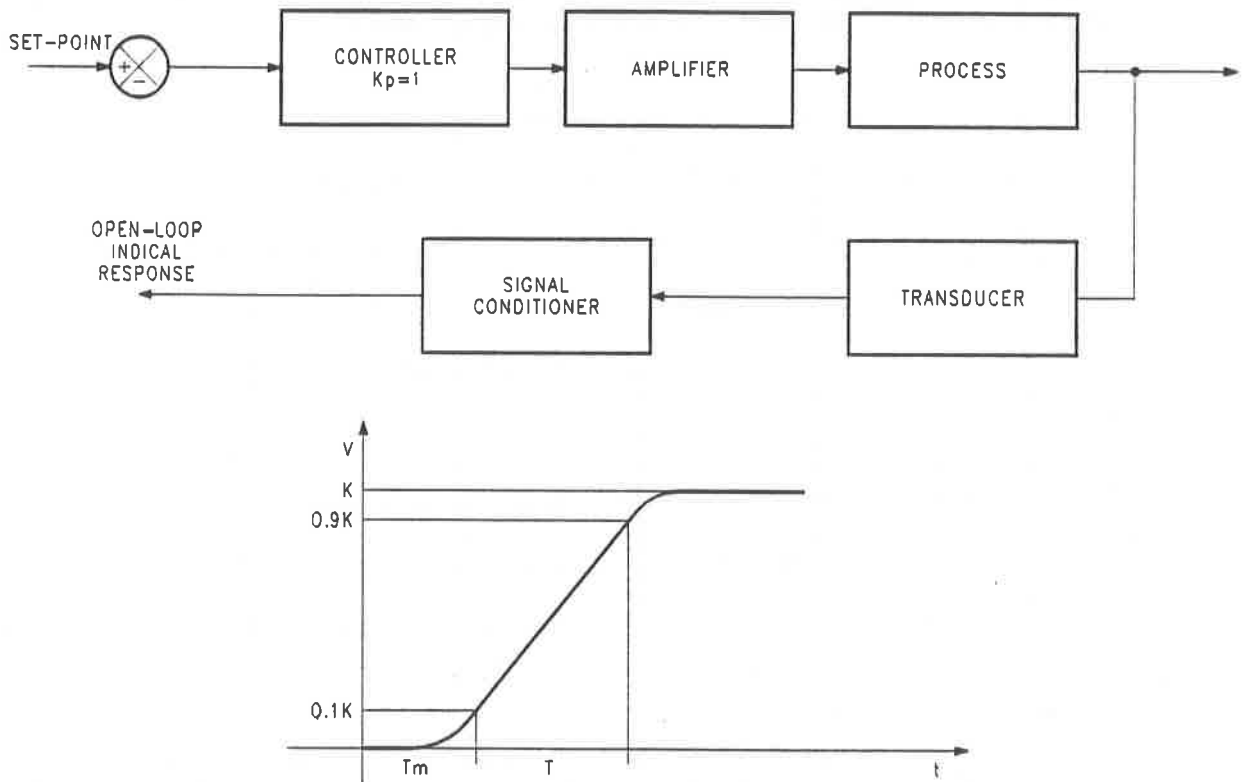 SET-POINT
+
-
CONTROLLER
Kp=1
AMPLIFIER
PROCESS
OPEN-LOOP
INDICAL
RESPONSE
SIGNAL
CONDITIONER
TRANSDUCER
V
K
0.9K
0.1K
Tm
T
t